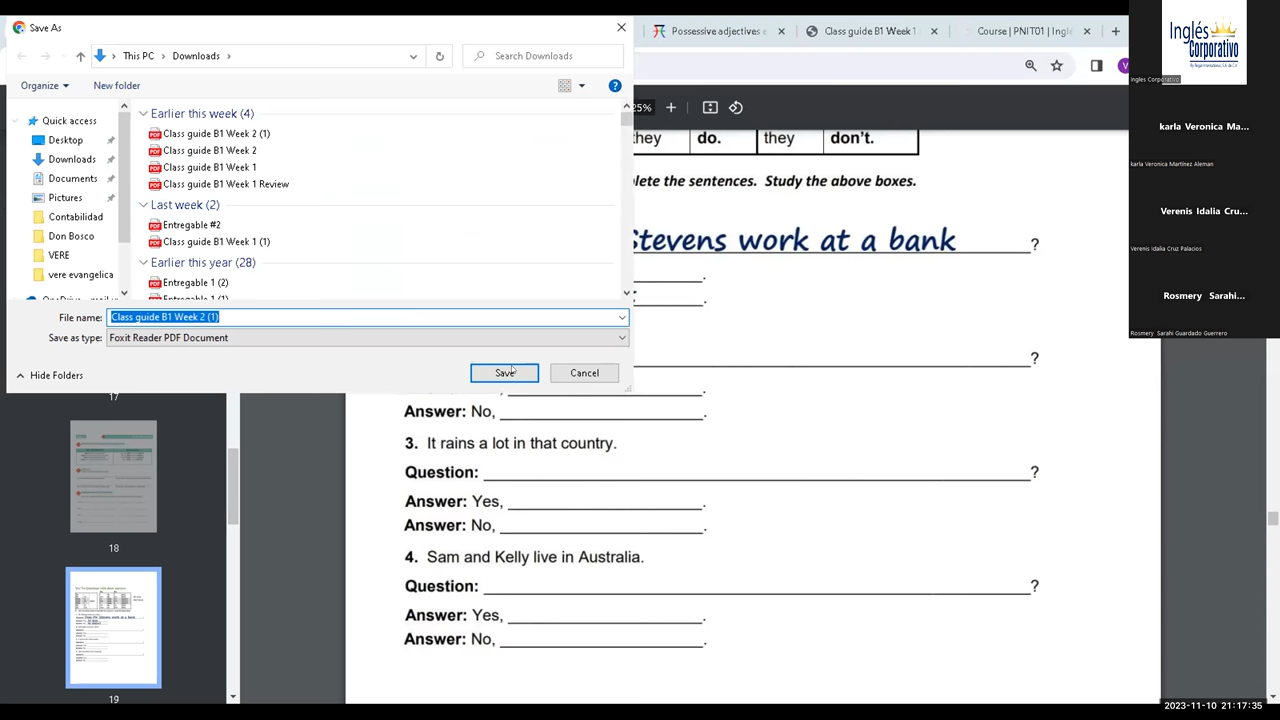 Save As
Possessive adjectives e
Class guide B1 Week 1
Course | PNIT01 | Ingl
Inglés
Corporativo
Ingles Corporativo
This PC
Downloads
Search Downloads
Organize
New folder
25%
Quick access
Desktop
Downloads
Documents
Pictures
Contabilidad
Don Bosco
VERE
vere evangelica
Earlier this week (4)
Class guide B1 Week 2 (1)
Class guide B1 Week 2
Class guide B1 Week 1
Class guide B1 Week 1 Review
Last week (2)
Entregable #2
Class guide B1 Week 1 (1)
Earlier this year (28)
Entregable 1 (2)
File name: Class guide B1 Week 2 (1)
Save as type: Foxit Reader PDF Document
Hide Folders
Save
Cancel
karla Veronica Ma...
karla Veronica Martínez Aleman
Verenis Idalia Cru...
Verenis Idalia Cruz Palacios
Rosmery Sarahi...
Rosmery Sarahi Guardado Guerrero
they do. they don't.
plete the sentences. Study the above boxes.
Stevens work at a bank ?
.
.
?
.
Answer: No, .
3. It rains a lot in that country.
Question: ?
Answer: Yes, .
Answer: No, .
4. Sam and Kelly live in Australia.
Question: ?
Answer: Yes, .
Answer: No, .
17
18
19
2023-11-10 21:17:35